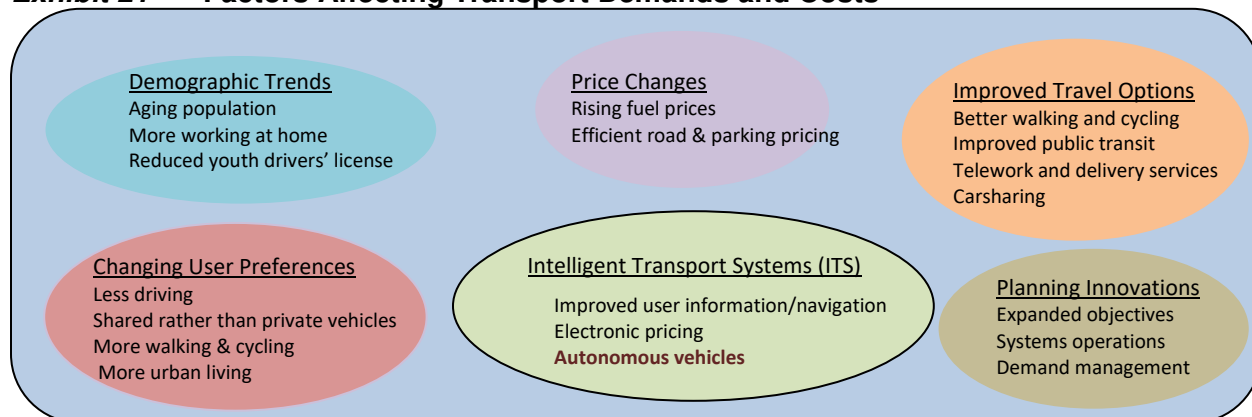 Factors Affecting Transport Demands and Costs
Demographic Trends
Aging population
More working at home
Reduced youth drivers’ license
Price Changes
Rising fuel prices
Efficient road & parking pricing
Improved Travel Options
Better walking and cycling
Improved public transit
Telework and delivery services
Carsharing
Changing User Preferences
Less driving
Shared rather than private vehicles
More walking & cycling
More urban living
Intelligent Transport Systems (ITS)
Improved user information/navigation
Electronic pricing
Autonomous vehicles
Planning Innovations
Expanded objectives
Systems operations
Demand management